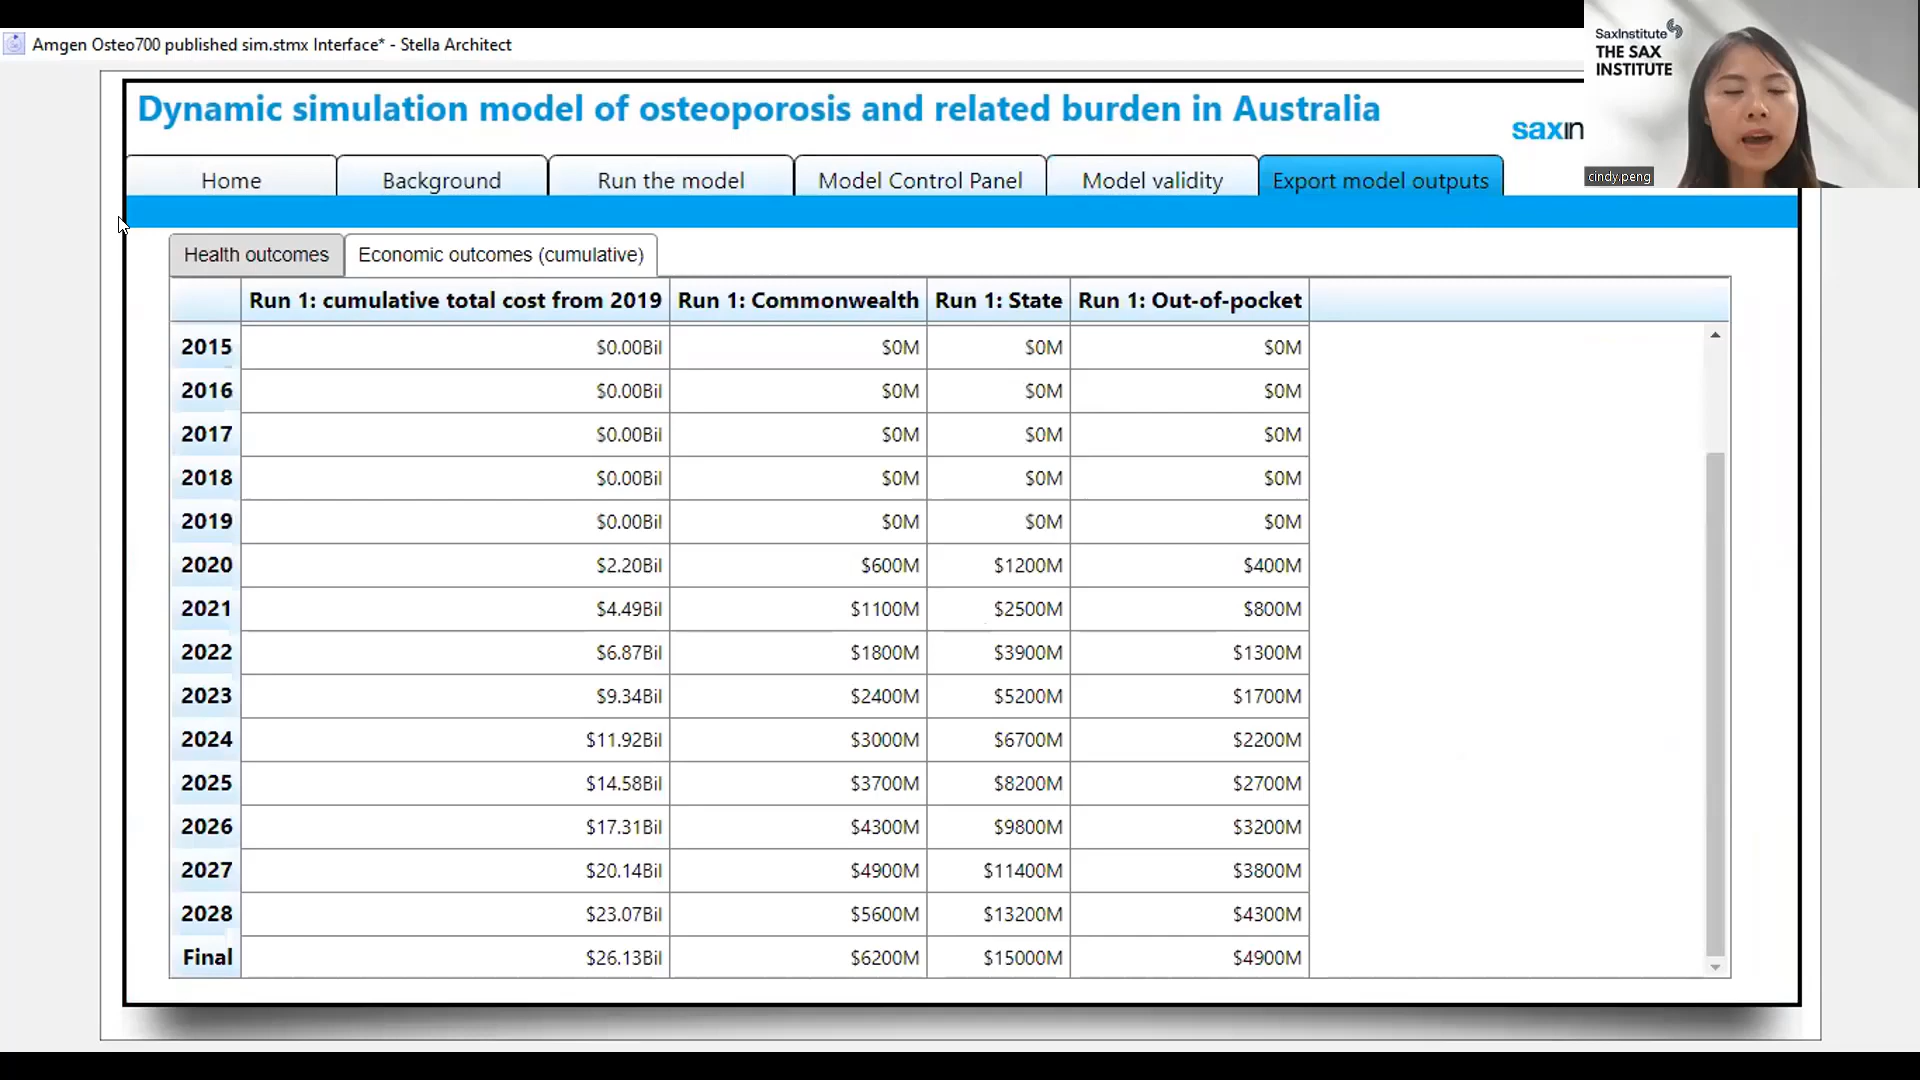 Amgen Osteo700 published sim.stmx Interface* - Stella Architect
SaxInstitute
THE SAX
INSTITUTE
cindy.peng
Dynamic simulation model of osteoporosis and related burden in Australia
saxin
Home Background Run the model Model Control Panel Model validity Export model outputs
Health outcomes Economic outcomes (cumulative)
Run 1: cumulative total cost from 2019 Run 1: Commonwealth Run 1: State Run 1: Out-of-pocket
2015 $0.00Bil $0M $0M $0M
2016 $0.00Bil $0M $0M $0M
2017 $0.00Bil $0M $0M $0M
2018 $0.00Bil $0M $0M $0M
2019 $0.00Bil $0M $0M $0M
2020 $2.20Bil $600M $1200M $400M
2021 $4.49Bil $1100M $2500M $800M
2022 $6.87Bil $1800M $3900M $1300M
2023 $9.34Bil $2400M $5200M $1700M
2024 $11.92Bil $3000M $6700M $2200M
2025 $14.58Bil $3700M $8200M $2700M
2026 $17.31Bil $4300M $9800M $3200M
2027 $20.14Bil $4900M $11400M $3800M
2028 $23.07Bil $5600M $13200M $4300M
Final $26.13Bil $6200M $15000M $4900M